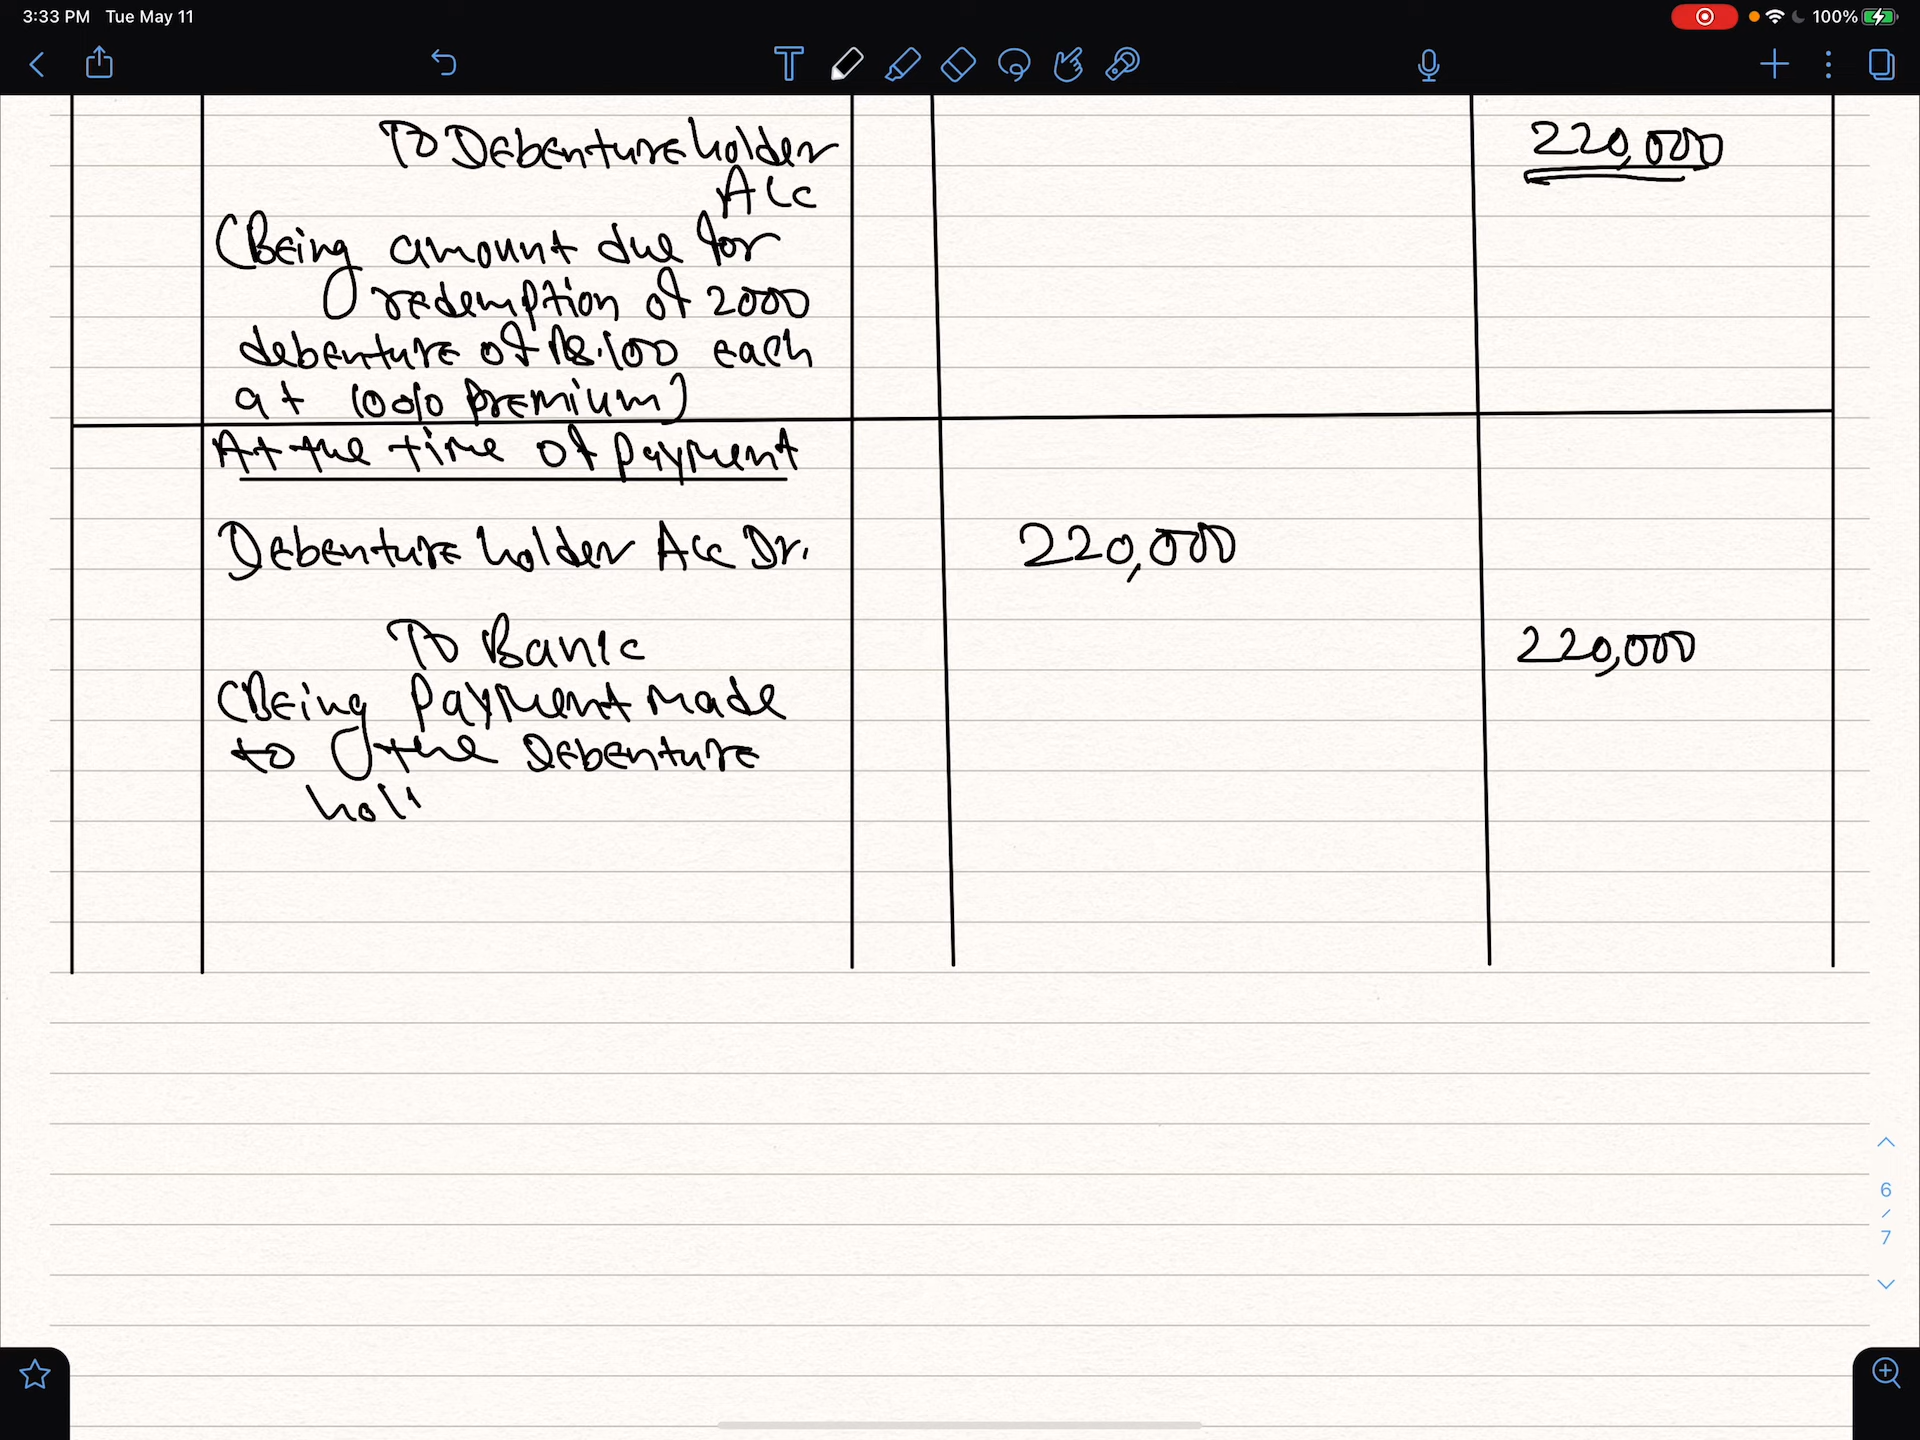 3:33 PM Tue May 11
100%
To Debenture holder 220,000
A/c
(Being amount due for
redemption of 2000
debenture of Rs.100 each
at 10% premium)
At the time of payment
Debenture holder A/c Dr. 220,000
To Bank 220,000
(Being Payment made
to the Debenture
hol
6
/
7